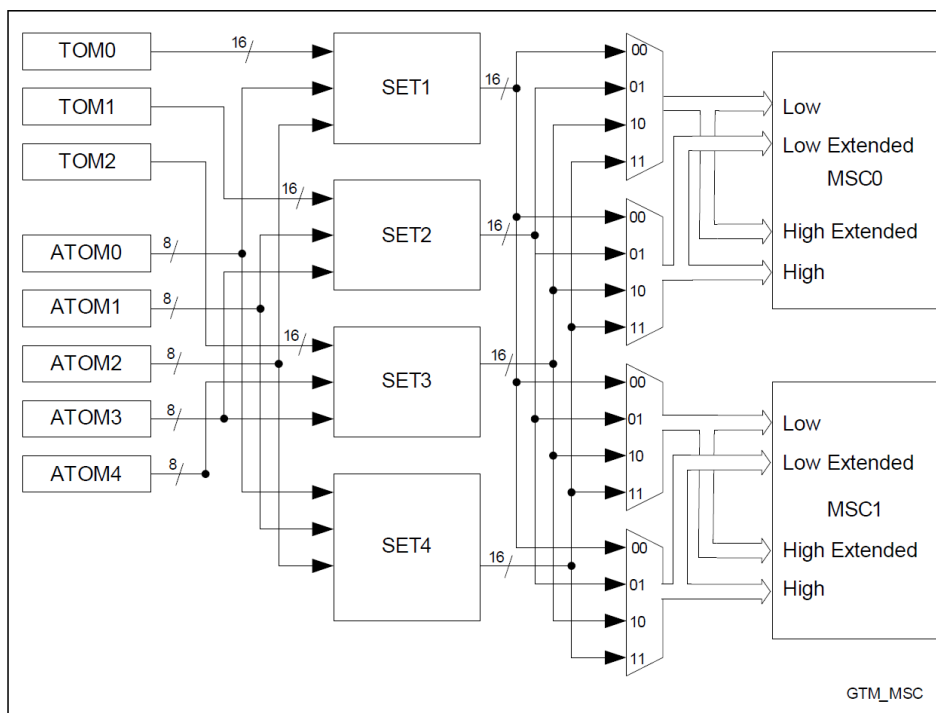 TOM0
16
SET1
16
00
TOM1
01
Low
TOM2
10
Low Extended
11
MSC0
16
SET2
16
00
High Extended
ATOM0
8
01
High
ATOM1
8
10
16
11
ATOM2
8
SET3
16
00
ATOM3
8
01
Low
ATOM4
8
10
Low Extended
11
MSC1
SET4
16
00
High Extended
01
High
10
11
GTM_MSC